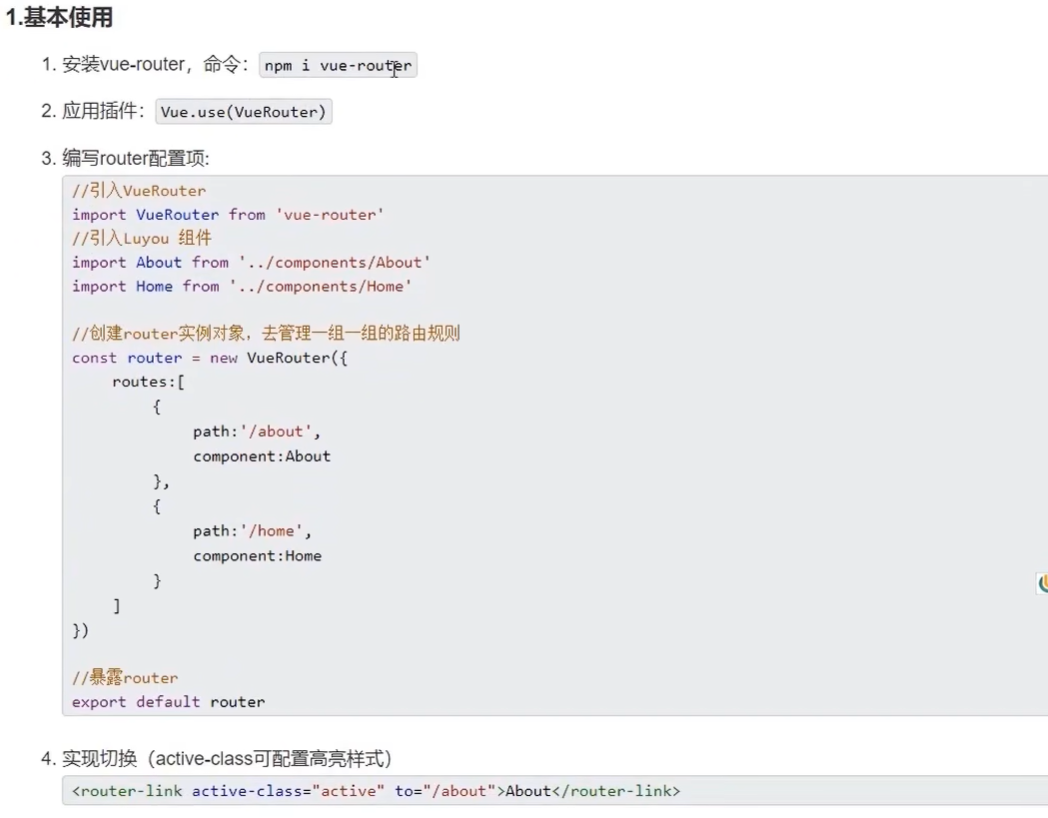 1.基本使用
1. 安装vue-router，命令：npm i vue-router
2. 应用插件：Vue.use(VueRouter)
3. 编写router配置项:
//引入VueRouter
import VueRouter from 'vue-router'
//引入Luyou 组件
import About from '../components/About'
import Home from '../components/Home'
//创建router实例对象，去管理一组一组的路由规则
const router = new VueRouter({
routes:[
{
path:'/about',
component:About
},
{
path:'/home',
component:Home
}
]
})
//暴露router
export default router
4. 实现切换（active-class可配置高亮样式）
<router-link active-class="active" to="/about">About</router-link>